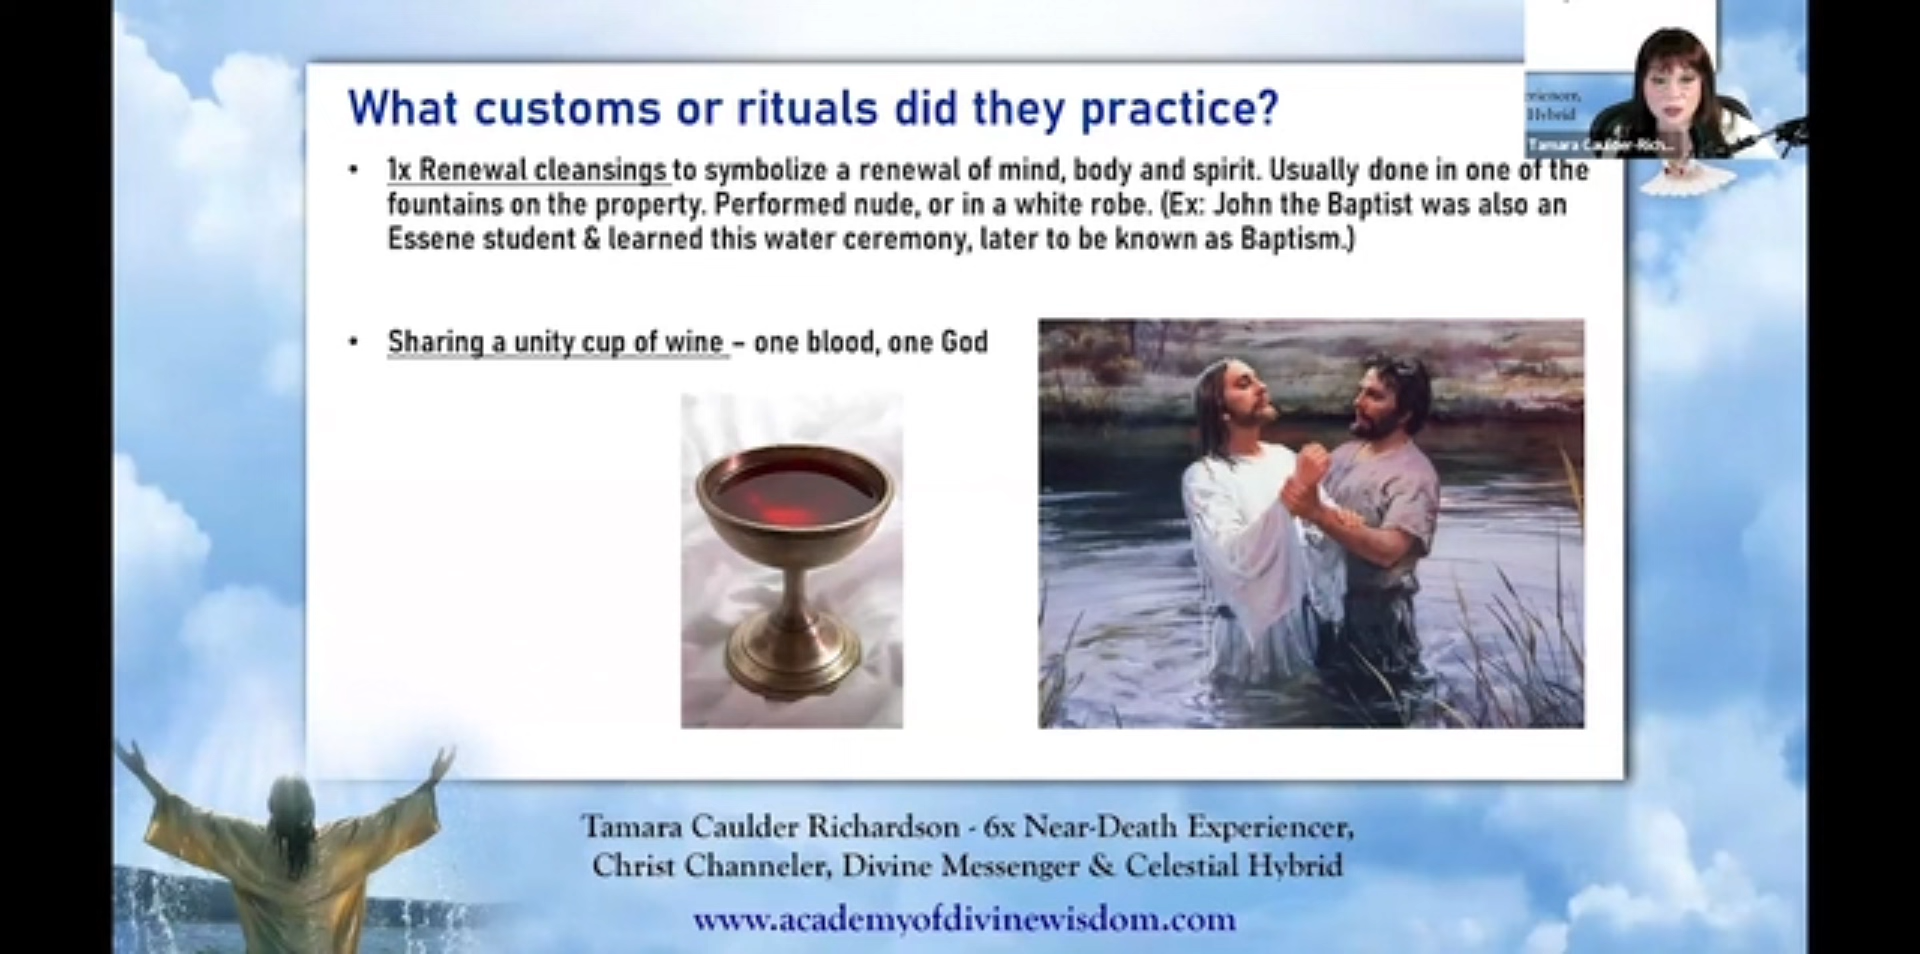 What customs or rituals did they practice?
• 1x Renewal cleansings to symbolize a renewal of mind, body and spirit. Usually done in one of the
fountains on the property. Performed nude, or in a white robe. (Ex: John the Baptist was also an
Essene student & learned this water ceremony, later to be known as Baptism.)
• Sharing a unity cup of wine – one blood, one God
Hybrid
Tamara Caulder-Rich...
Tamara Caulder Richardson - 6x Near-Death Experiencer,
Christ Channeler, Divine Messenger & Celestial Hybrid
www.academyofdivinewisdom.com